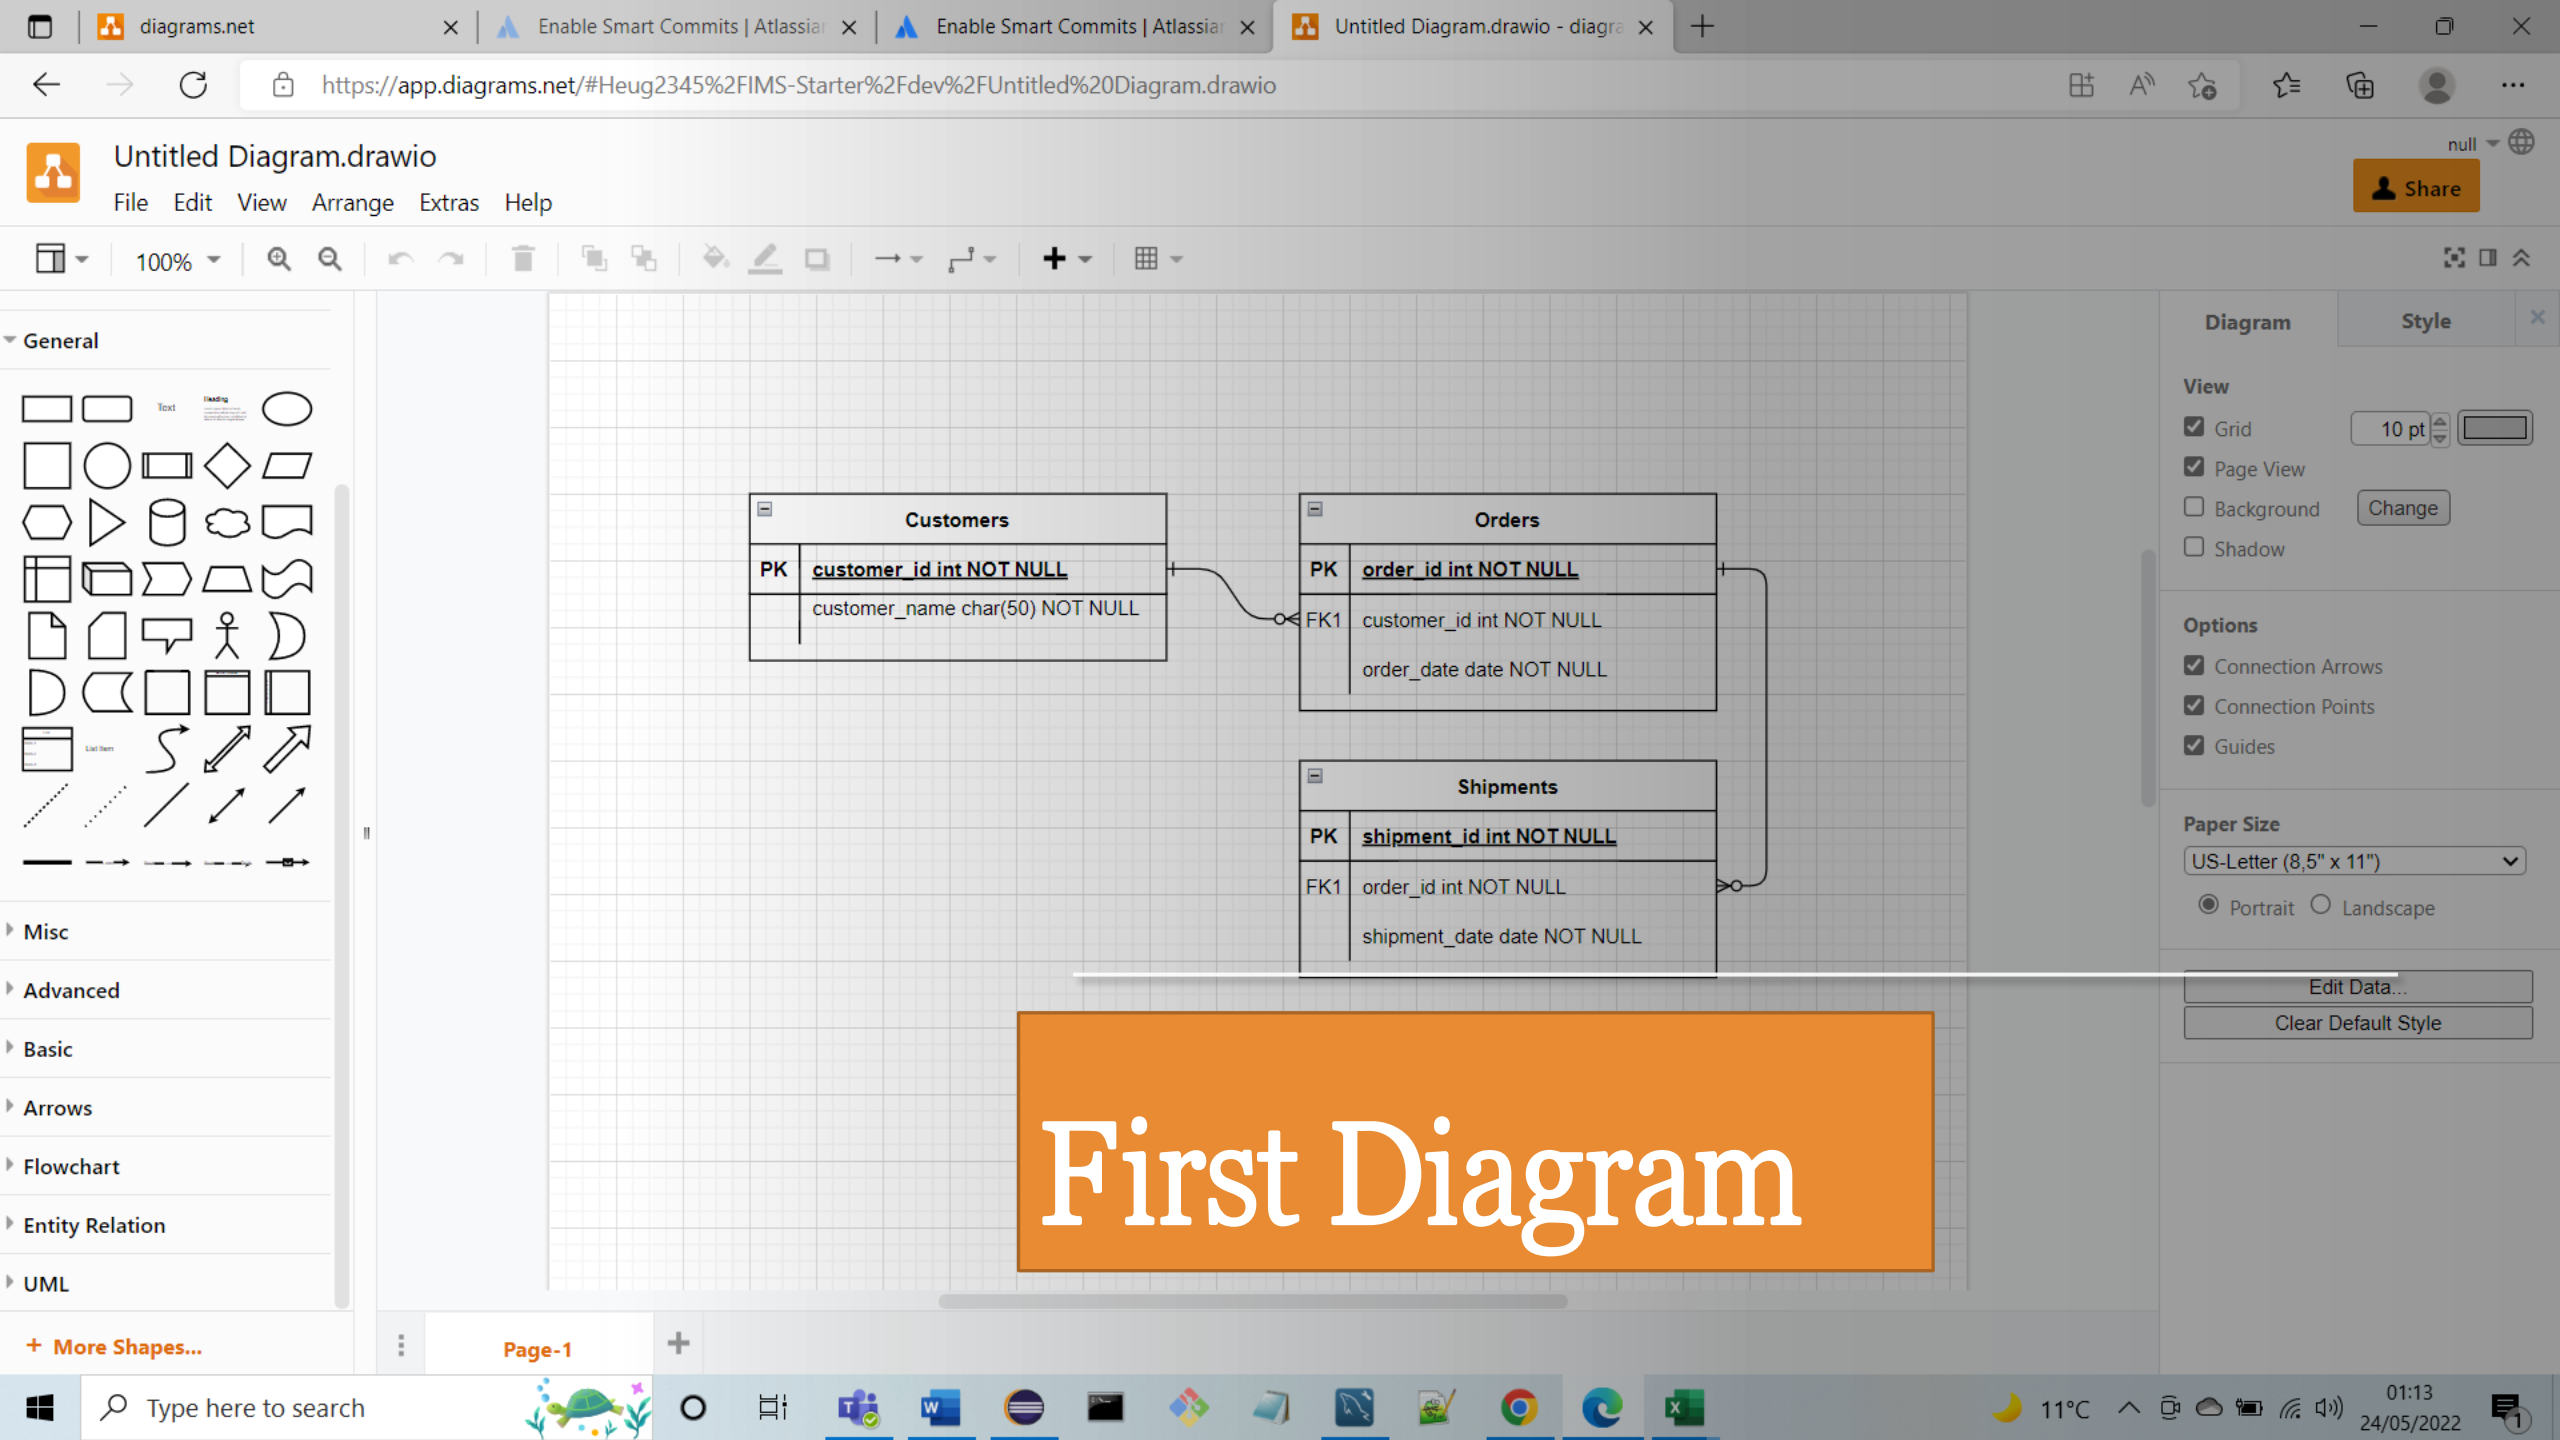 diagrams.net
Enable Smart Commits | Atlassian
Enable Smart Commits | Atlassian
Untitled Diagram.drawio - diagra
https://app.diagrams.net/#Heug2345%2FIMS-Starter%2Fdev%2FUntitled%20Diagram.drawio
Untitled Diagram.drawio
null
File Edit View Arrange Extras Help
Share
100%
General
Text
Heading
List Item
Misc
Advanced
Basic
Arrows
Flowchart
Entity Relation
UML
+ More Shapes...
Customers
PK customer_id int NOT NULL
customer_name char(50) NOT NULL
Orders
PK order_id int NOT NULL
FK1 customer_id int NOT NULL
order_date date NOT NULL
Shipments
PK shipment_id int NOT NULL
FK1 order_id int NOT NULL
shipment_date date NOT NULL
First Diagram
Diagram
Style
View
Grid
10 pt
Page View
Background
Change
Shadow
Options
Connection Arrows
Connection Points
Guides
Paper Size
US-Letter (8,5" x 11")
Portrait
Landscape
Edit Data...
Clear Default Style
Page-1
Type here to search
11°C
01:13
24/05/2022
1